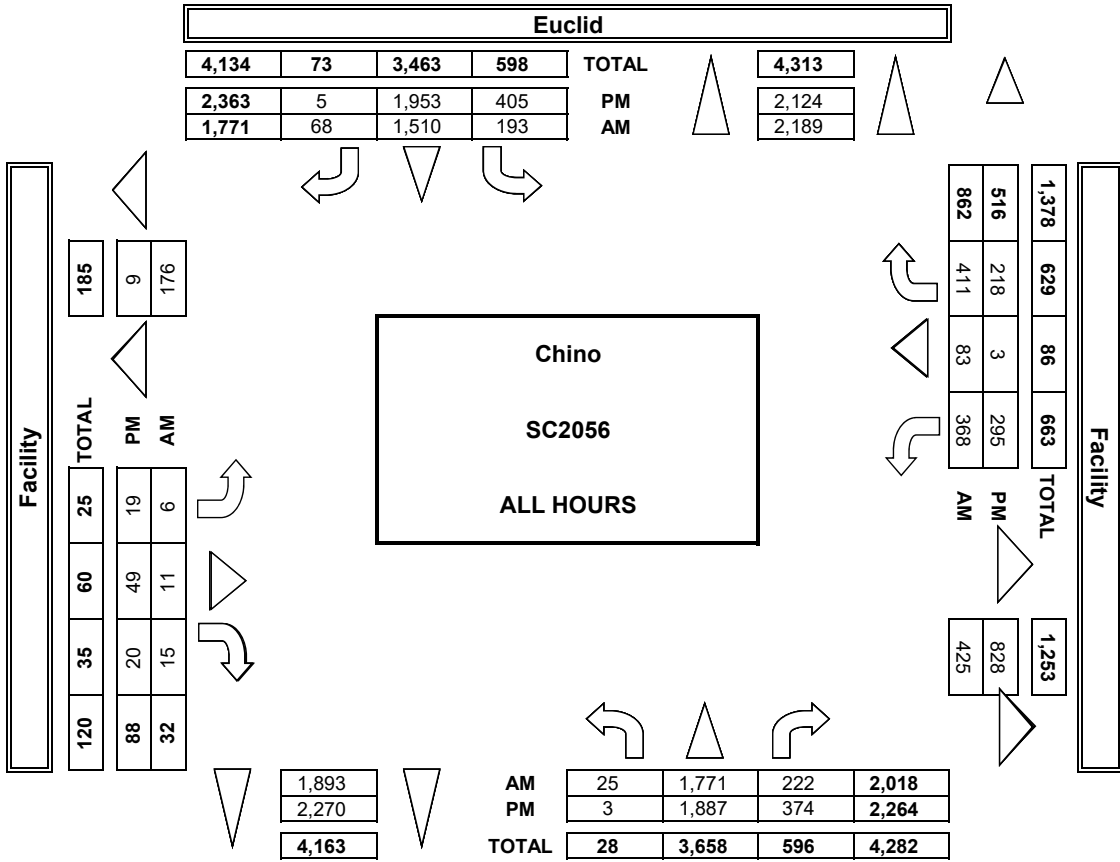 Euclid
4,134 73 3,463 598 TOTAL 4,313
2,363 5 1,953 405 PM 2,124
1,771 68 1,510 193 AM 2,189
Facility
185 9 176
TOTAL PM AM
25 19 6
60 49 11
35 20 15
120 88 32
Chino
SC2056
ALL HOURS
862 516 1,378
411 218 629
83 3 86
368 295 663
AM PM TOTAL
425 828 1,253
Facility
1,893 AM 25 1,771 222 2,018
2,270 PM 3 1,887 374 2,264
4,163 TOTAL 28 3,658 596 4,282